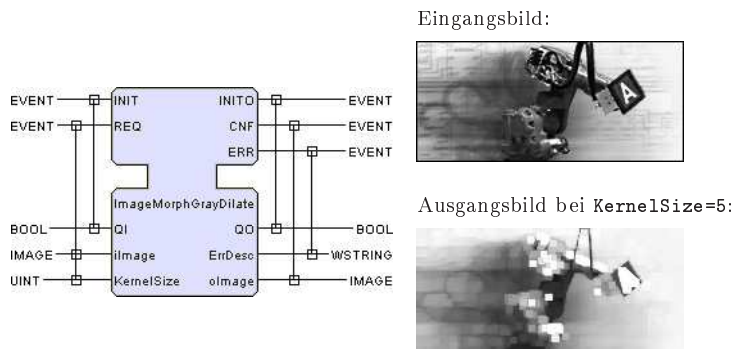 Eingangsbild:
EVENT INIT INITO EVENT
EVENT REQ CNF EVENT
ERR EVENT
A
ImageMorphGrayDilate
BOOL QI QO BOOL
IMAGE iImage ErrDesc WSTRING
UINT KernelSize oImage IMAGE
Ausgangsbild bei KernelSize=5: